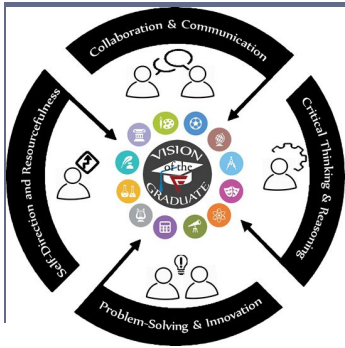 Collaboration & Communication
Self-Direction and Resourcefulness
Critical Thinking & Reasoning
VISION
of the
GRADUATE
Problem-Solving & Innovation